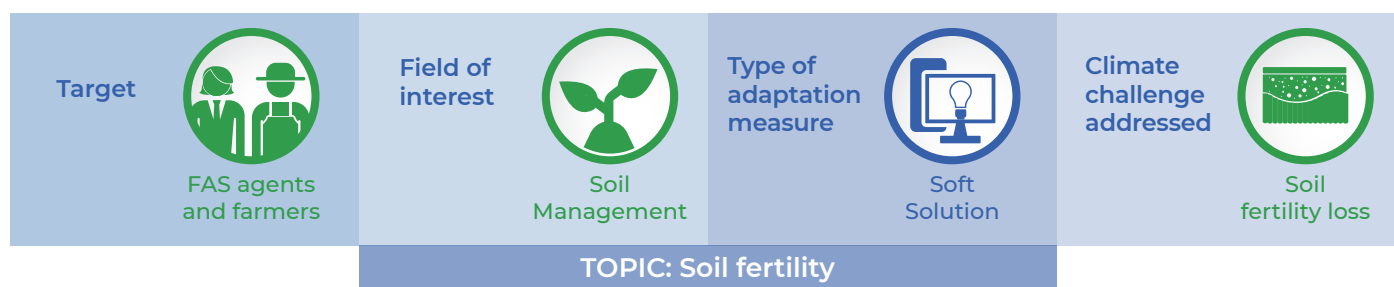 Target
FAS agents
and farmers
Field of
interest
Soil
Management
Type of
adaptation
measure
Soft
Solution
Climate
challenge
addressed
Soil
fertility loss
TOPIC: Soil fertility